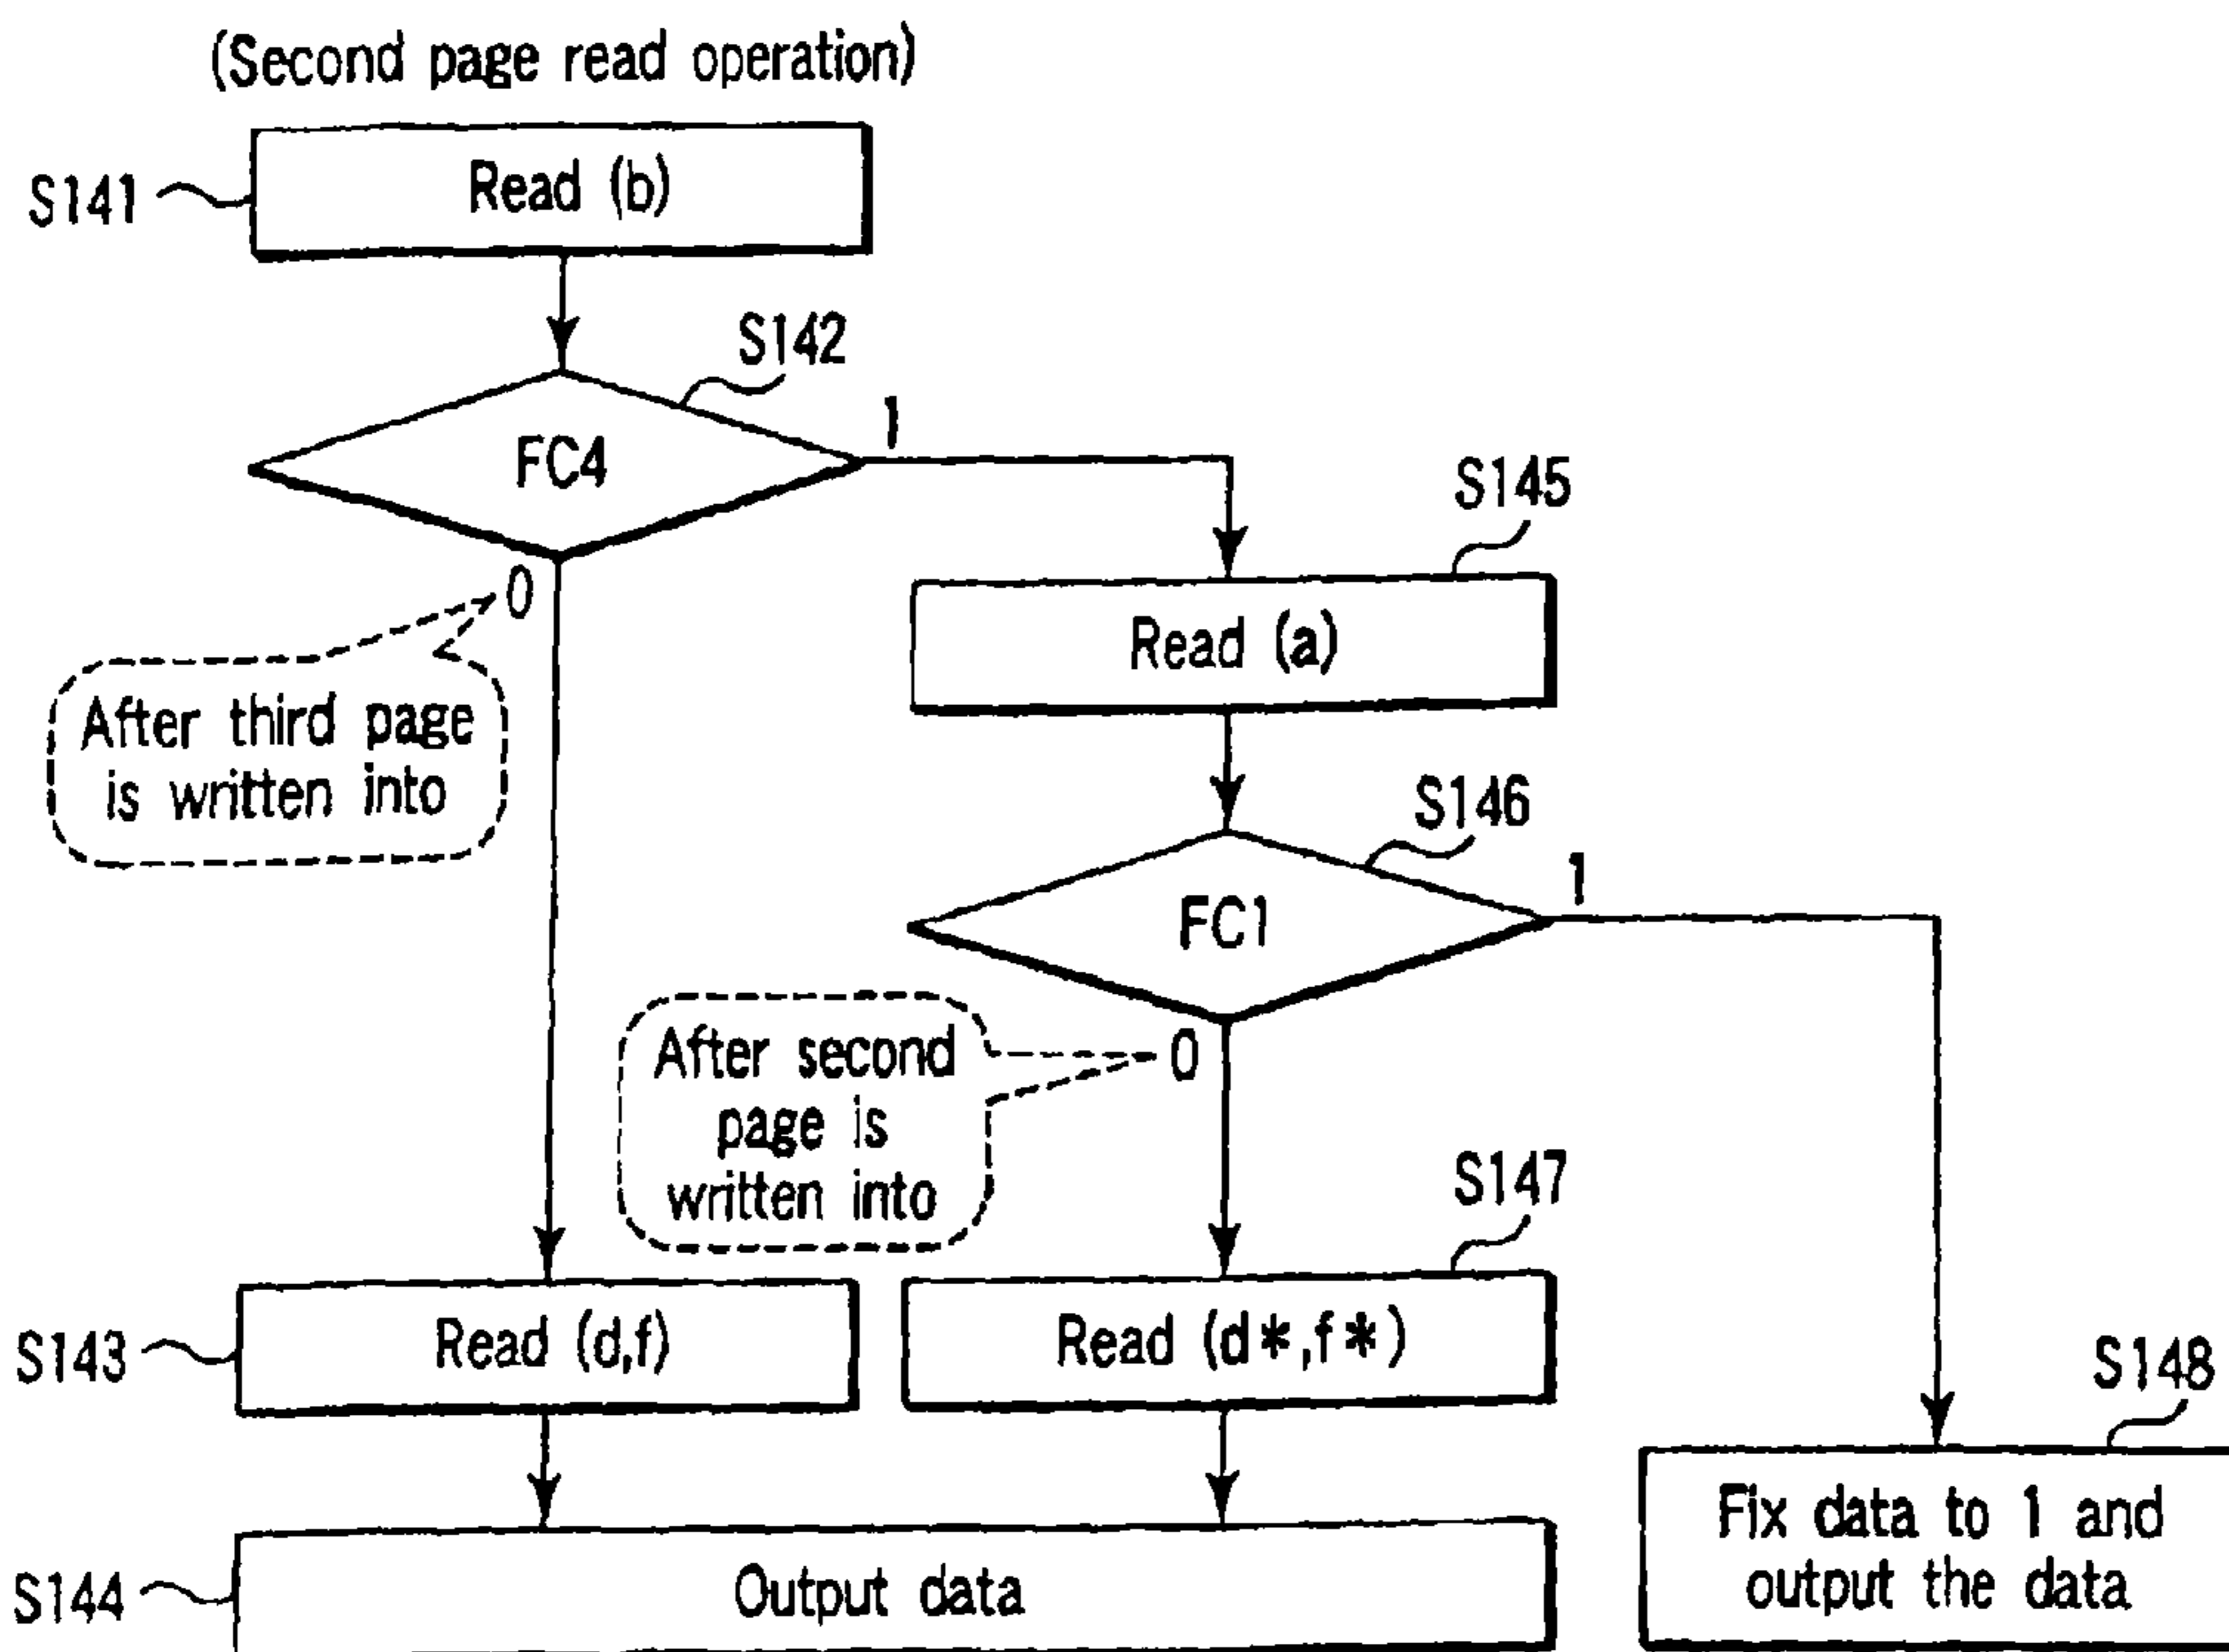 (Second page read operation)
S141
Read (b)
S142
FC4
1
0
After third page
is written into
S145
Read (a)
S146
FC1
1
0
After second
page is
written into
S143
Read (d,f)
S147
Read (d*,f*)
S148
Fix data to 1 and
output the data
S144
Output data